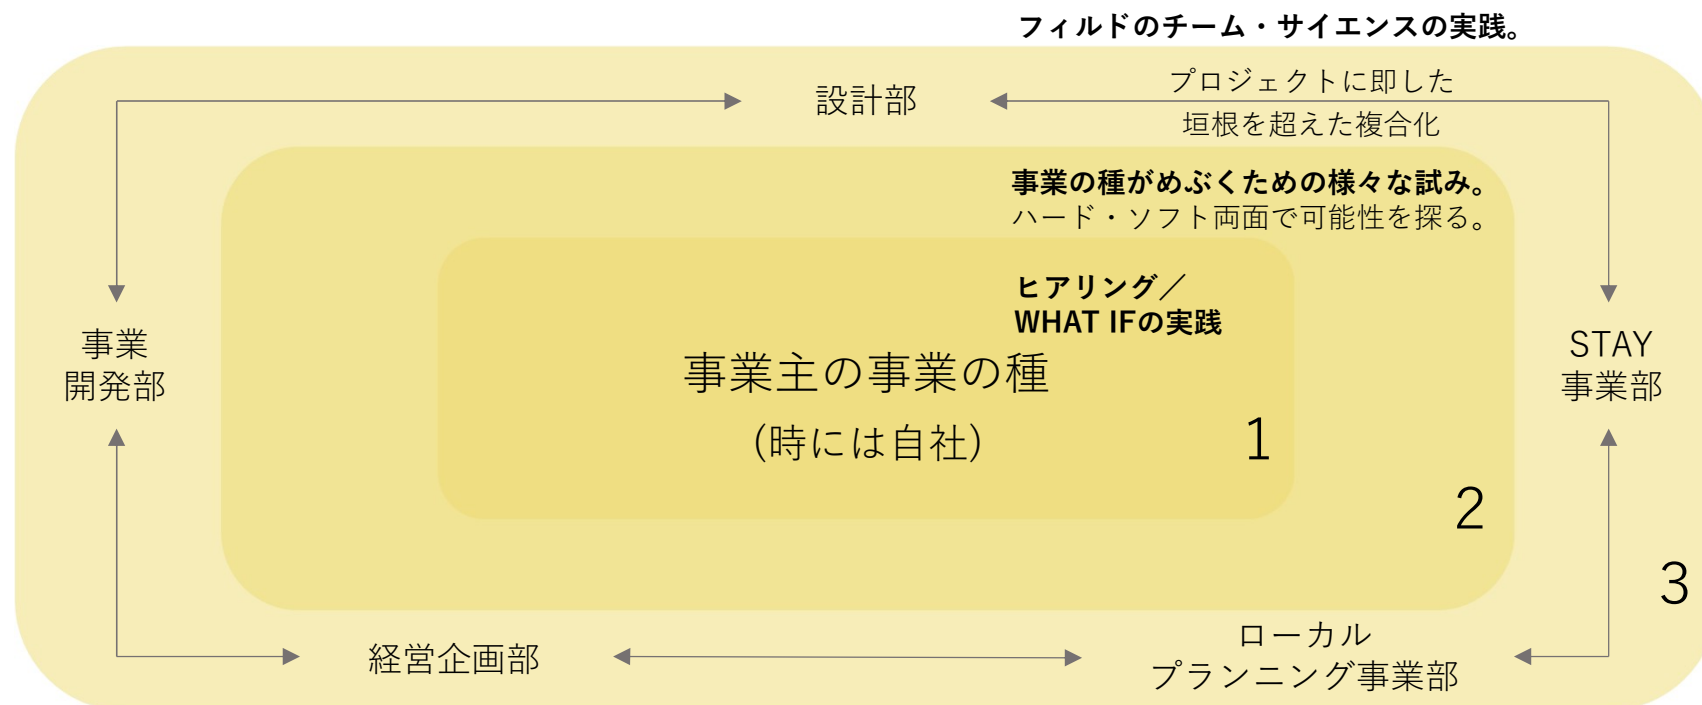 フィルドのチーム・サイエンスの実践。
設計部
プロジェクトに即した
垣根を超えた複合化
事業の種がめぶくための様々な試み。
ハード・ソフト両面で可能性を探る。
ヒアリング／
WHAT IFの実践
事業
開発部
事業主の事業の種
(時には自社)
STAY
事業部
1
2
3
経営企画部
ローカル
プランニング事業部